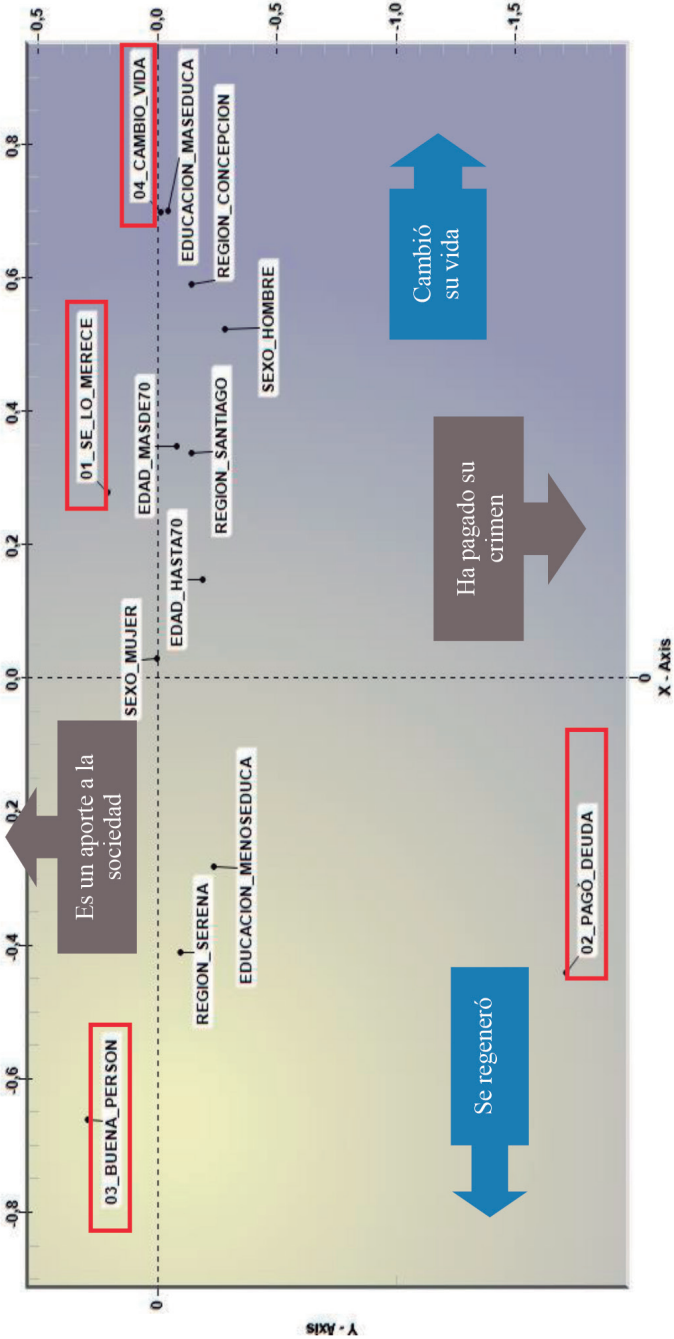 -0,8
-0,6
-0,4
0,2
0,0
0,2
0,4
0,6
0,8
0,5
0,0
-0,5
-1,0
-1,5
Y - Axis
0
X - Axis
0
Es un aporte a la
sociedad
03_BUENA_PERSON
01_SE_LO_MERECE
04_CAMBIO_VIDA
SEXO_MUJER
EDAD_MASDE70
EDUCACION_MASEDUCA
REGION_SERENA
EDAD_HASTA70
REGION_SANTIAGO
REGION_CONCEPCION
EDUCACION_MENOSEDUCA
SEXO_HOMBRE
Se regeneró
Ha pagado su
crimen
Cambió
su vida
02_PAGÓ_DEUDA